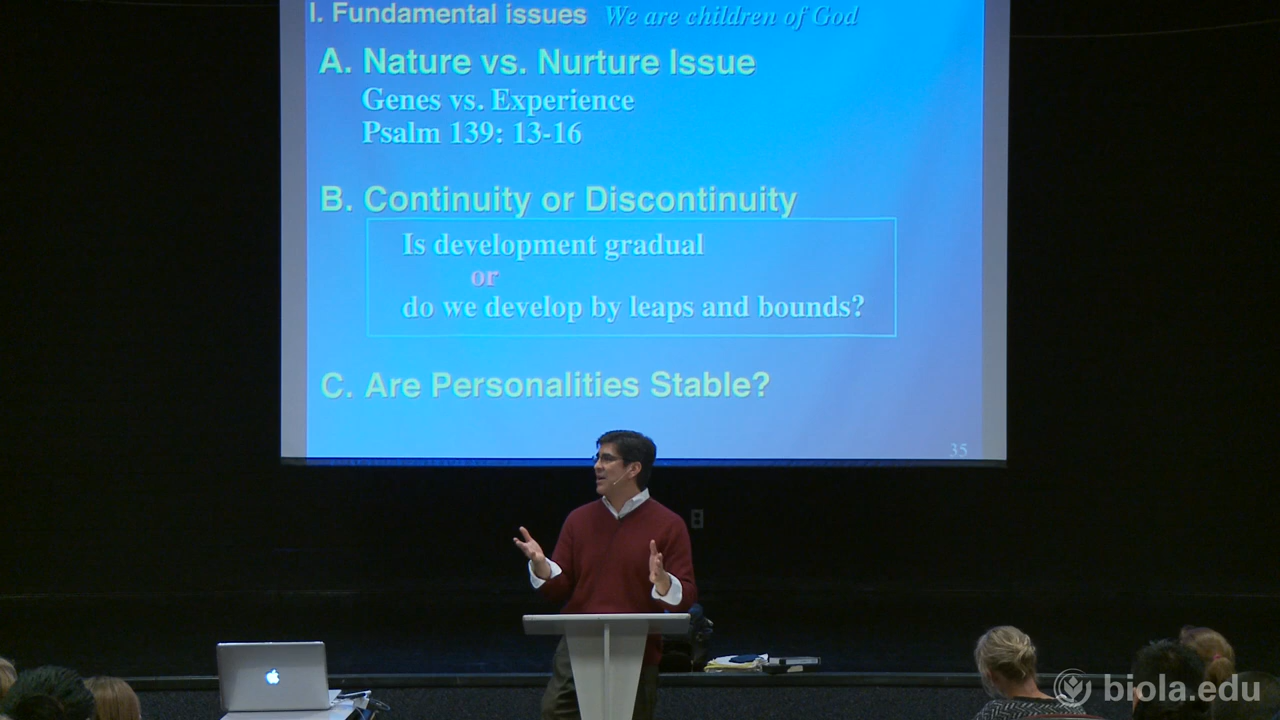 I. Fundamental issues We are children of God
A. Nature vs. Nurture Issue
Genes vs. Experience
Psalm 139: 13-16
B. Continuity or Discontinuity
Is development gradual
or
do we develop by leaps and bounds?
C. Are Personalities Stable?
35
biola.edu